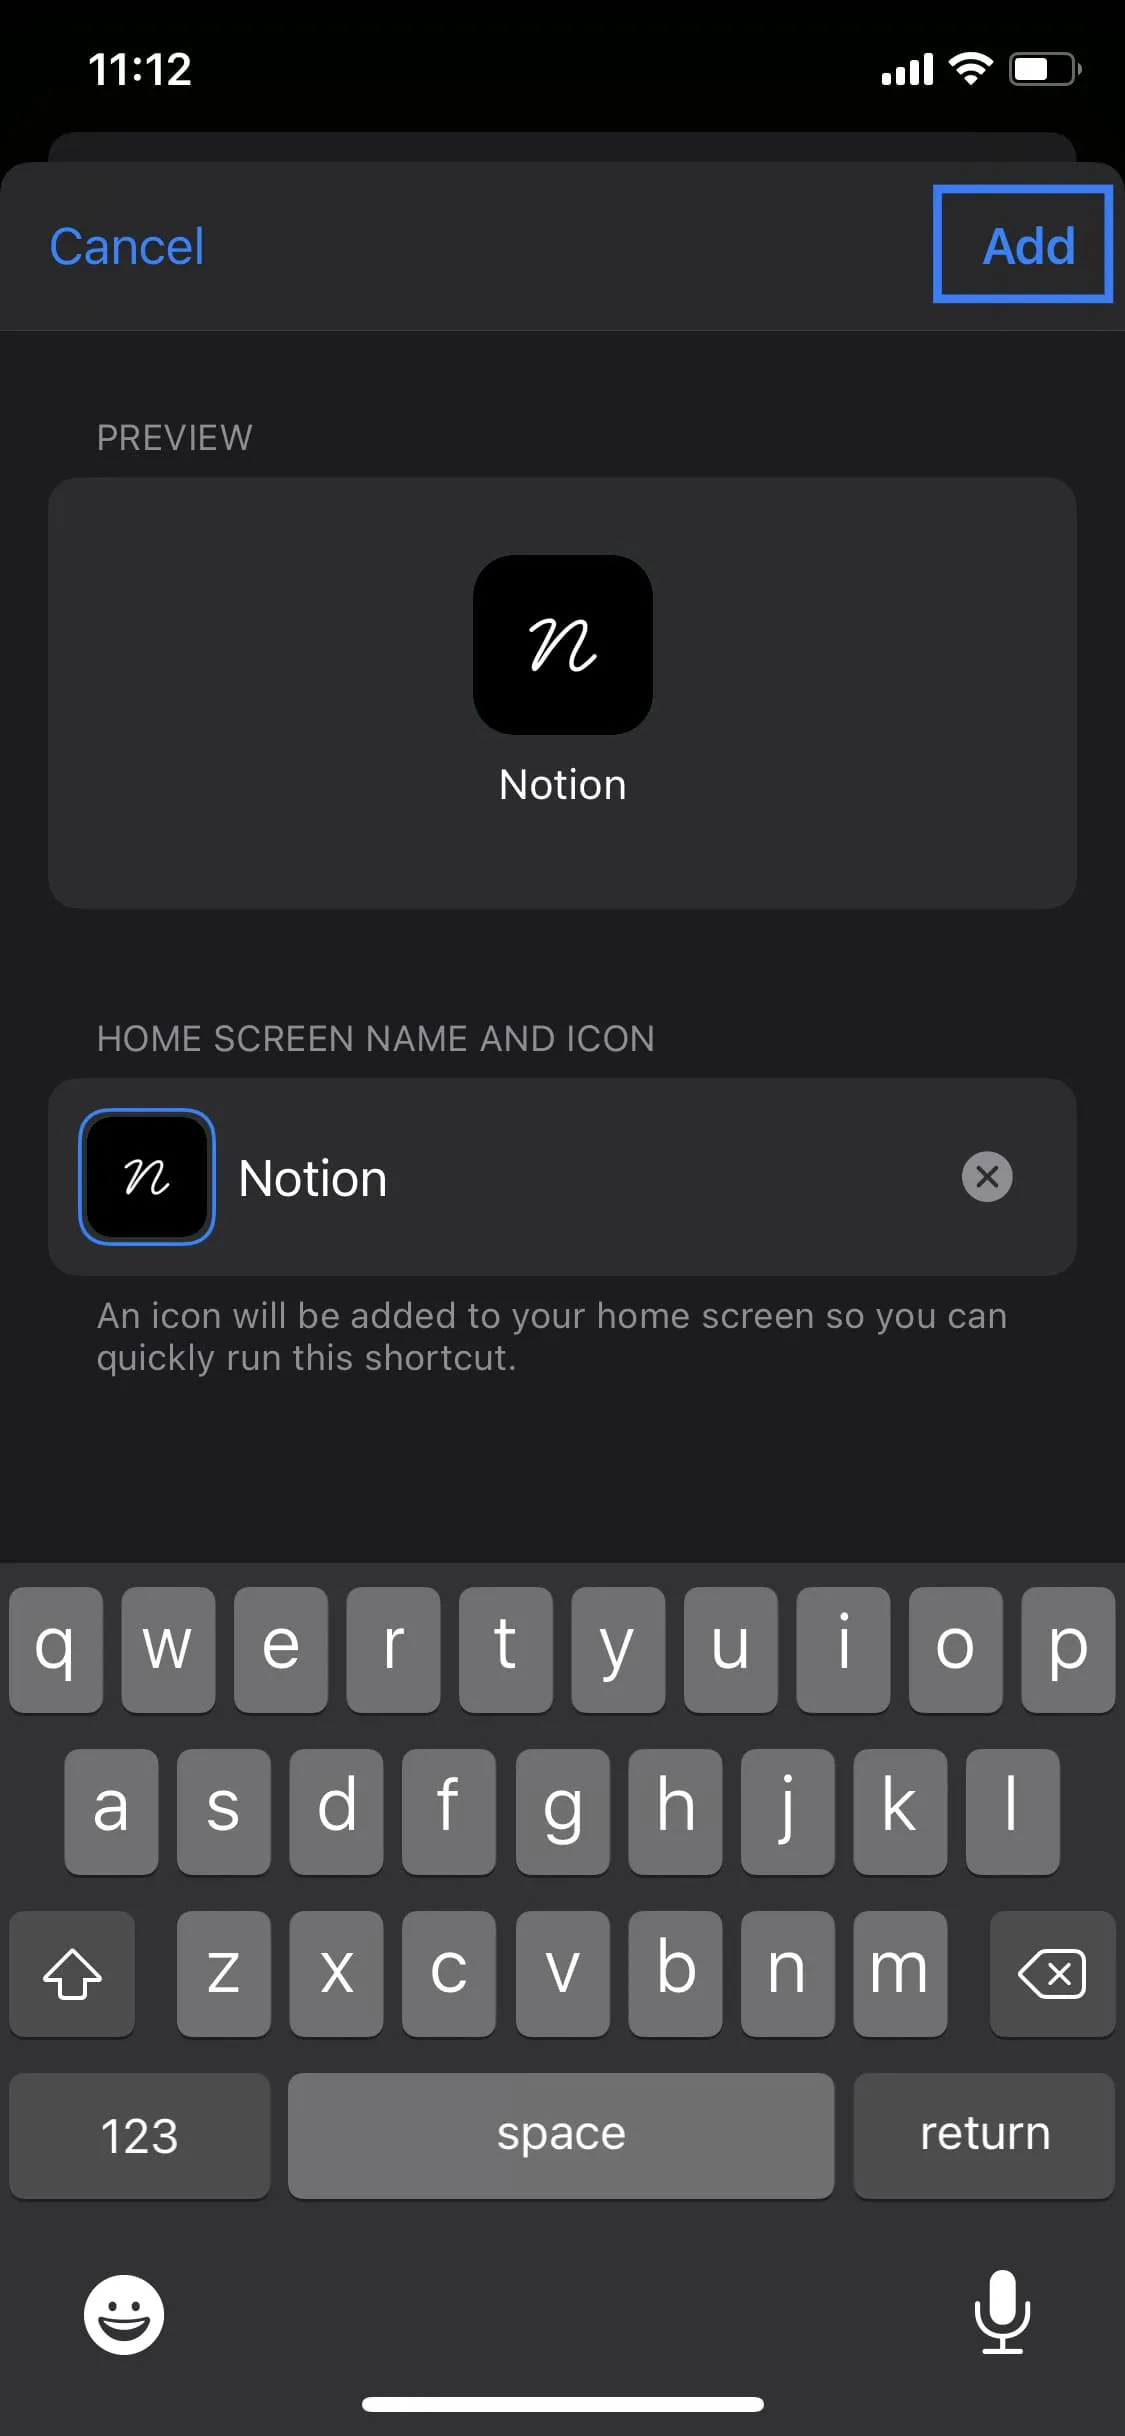 11:12
Cancel
Add
PREVIEW
n
Notion
HOME SCREEN NAME AND ICON
n
Notion
An icon will be added to your home screen so you can
quickly run this shortcut.
q w e r t y u i o p
a s d f g h j k l
z x c v b n m
123 space return